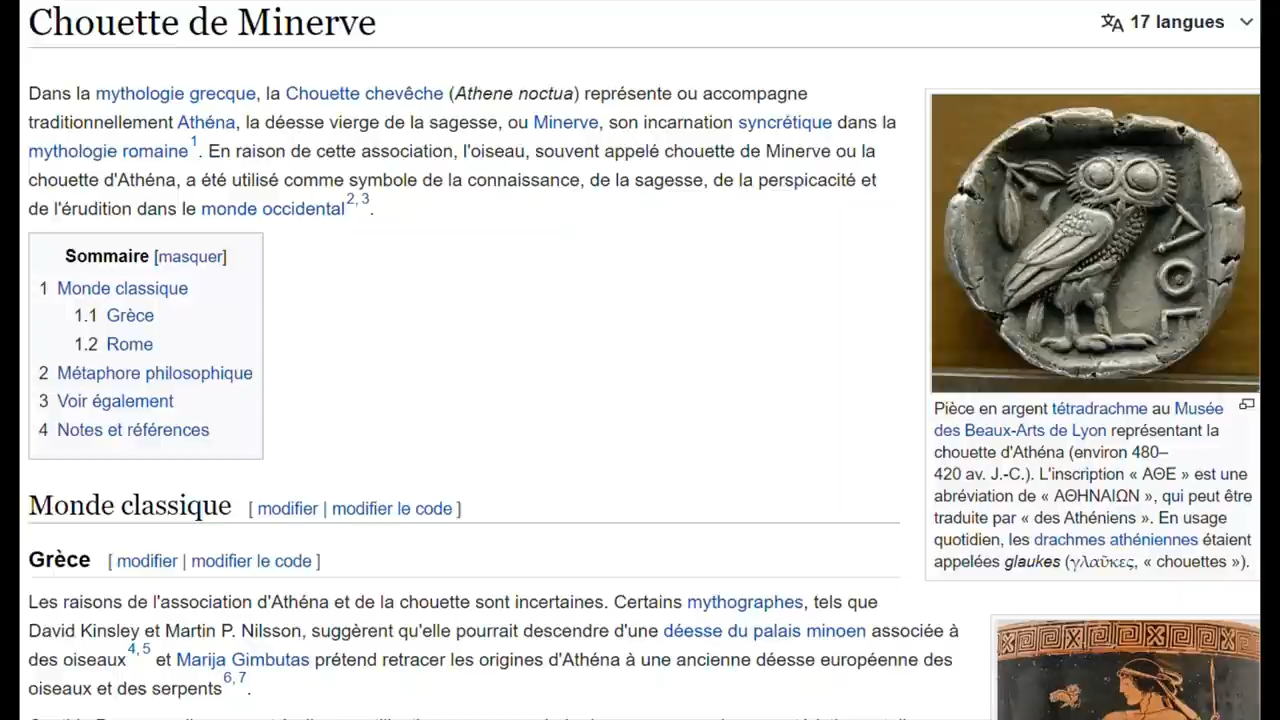 Chouette de Minerve
17 langues
Dans la mythologie grecque, la Chouette chevêche (Athene noctua) représente ou accompagne
traditionnellement Athéna, la déesse vierge de la sagesse, ou Minerve, son incarnation syncrétique dans la
mythologie romaine1. En raison de cette association, l'oiseau, souvent appelé chouette de Minerve ou la
chouette d'Athéna, a été utilisé comme symbole de la connaissance, de la sagesse, de la perspicacité et
de l'érudition dans le monde occidental2, 3.
Sommaire [masquer]
1 Monde classique
1.1 Grèce
1.2 Rome
2 Métaphore philosophique
3 Voir également
4 Notes et références
ΑΘΕ
Pièce en argent tétradrachme au Musée
des Beaux-Arts de Lyon représentant la
chouette d'Athéna (environ 480–
420 av. J.-C.). L'inscription « ΑΘΕ » est une
abréviation de « ΑΘΗΝΑΙΩΝ », qui peut être
traduite par « des Athéniens ». En usage
quotidien, les drachmes athéniennes étaient
appelées glaukes (γλαῦκες, « chouettes »).
Monde classique [ modifier | modifier le code ]
Grèce [ modifier | modifier le code ]
Les raisons de l'association d'Athéna et de la chouette sont incertaines. Certains mythographes, tels que
David Kinsley et Martin P. Nilsson, suggèrent qu'elle pourrait descendre d'une déesse du palais minoen associée à
des oiseaux4, 5 et Marija Gimbutas prétend retracer les origines d'Athéna à une ancienne déesse européenne des
oiseaux et des serpents6, 7.